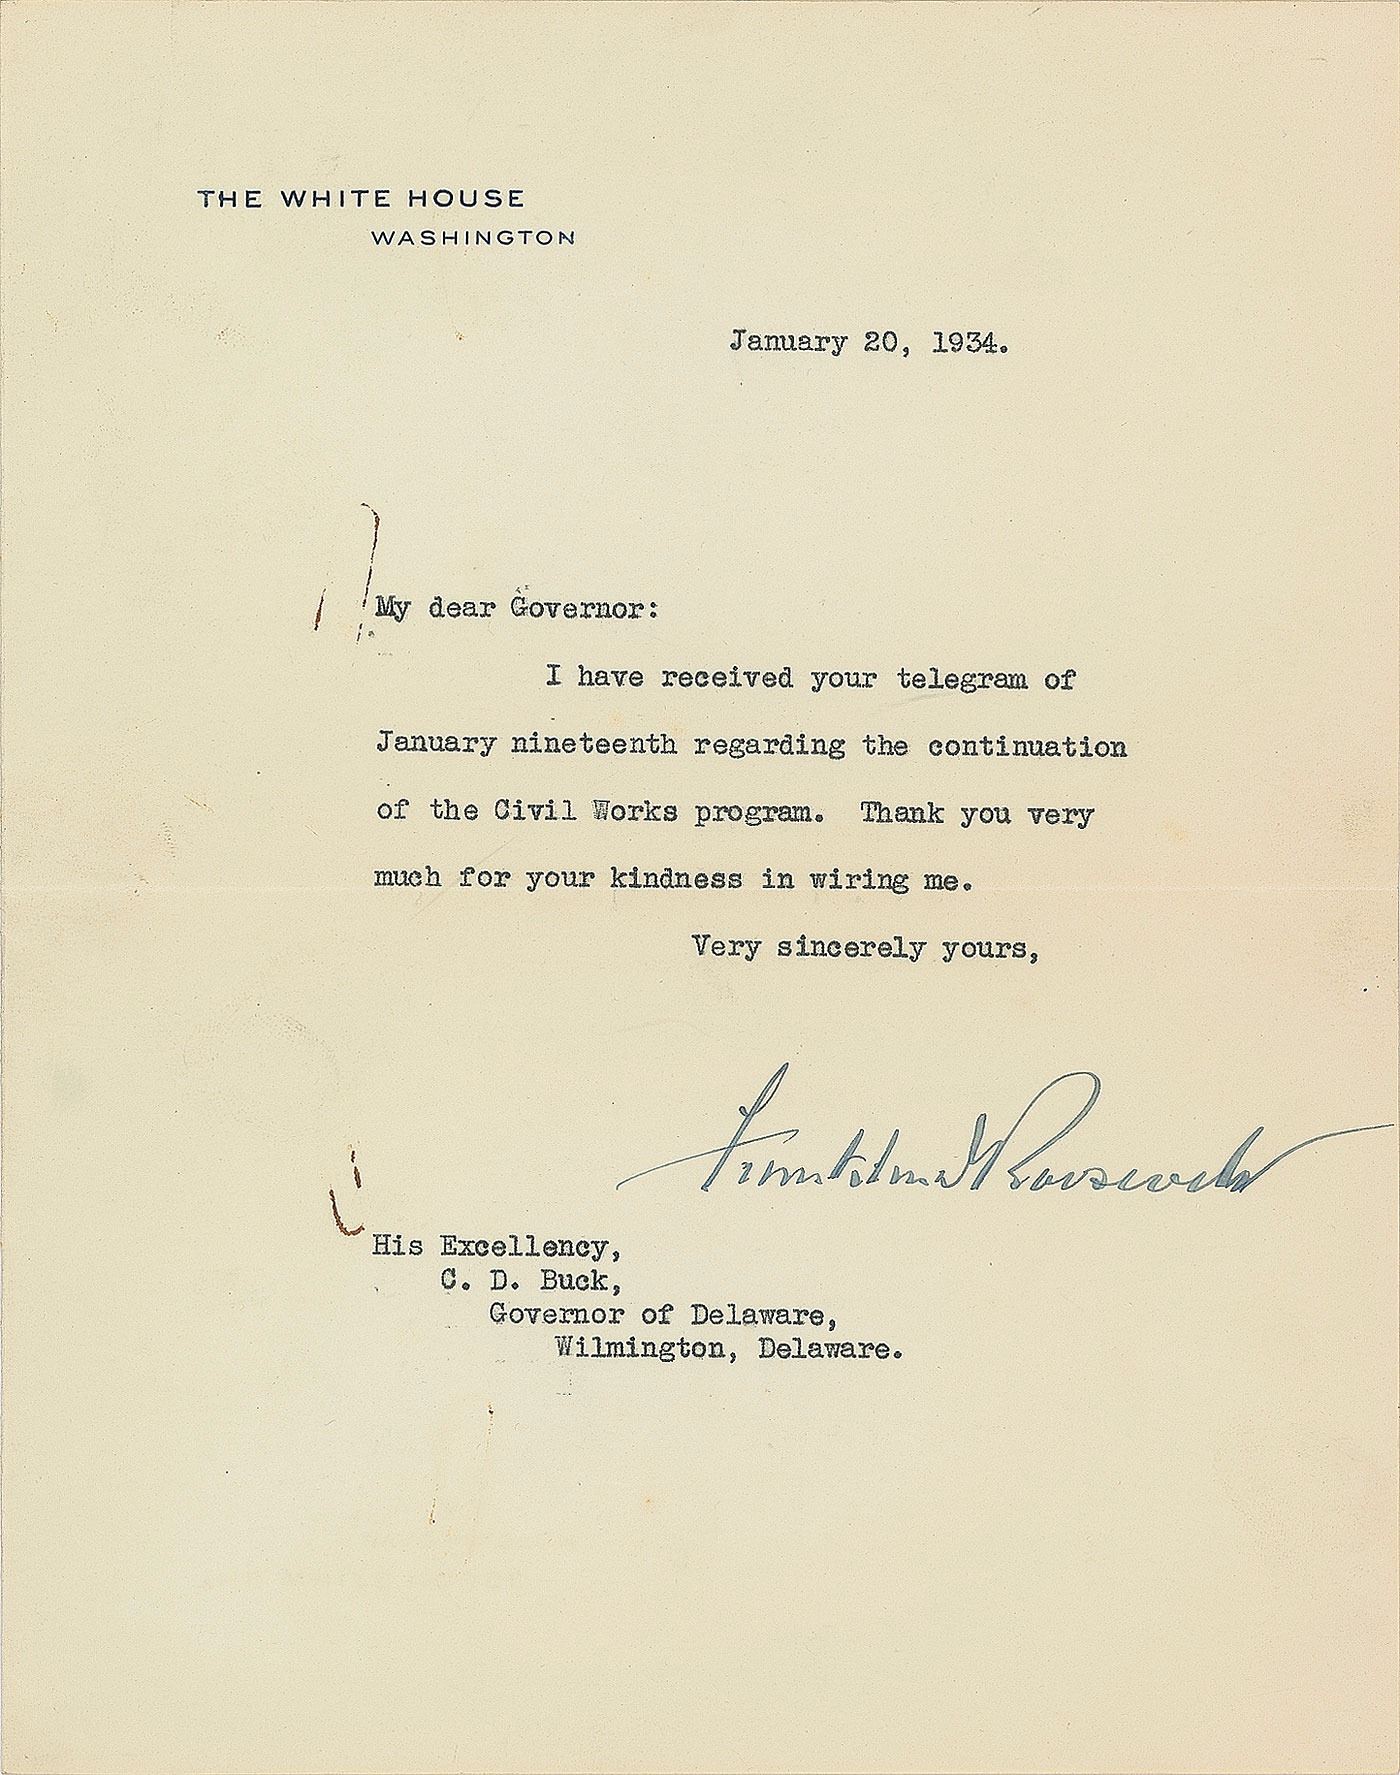 THE WHITE HOUSE
WASHINGTON
January 20, 1934.
My dear Governor:
I have received your telegram of
January nineteenth regarding the continuation
of the Civil Works program. Thank you very
much for your kindness in wiring me.
Very sincerely yours,
Franklin D Roosevelt
His Excellency,
C. D. Buck,
Governor of Delaware,
Wilmington, Delaware.